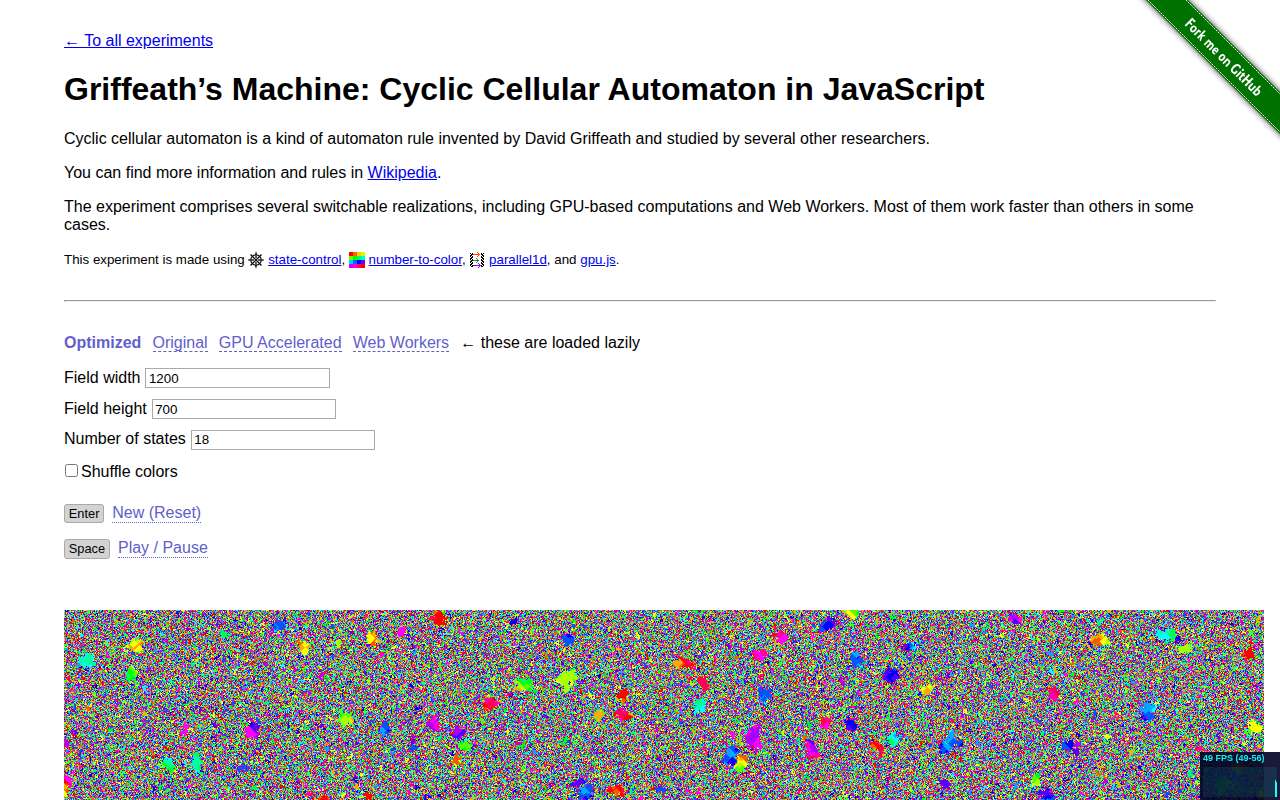 ← To all experiments
Fork me on GitHub
Griffeath’s Machine: Cyclic Cellular Automaton in JavaScript
Cyclic cellular automaton is a kind of automaton rule invented by David Griffeath and studied by several other researchers.
You can find more information and rules in Wikipedia.
The experiment comprises several switchable realizations, including GPU-based computations and Web Workers. Most of them work faster than others in some
cases.
This experiment is made using state-control, number-to-color, parallel1d, and gpu.js.
Optimized Original GPU Accelerated Web Workers ← these are loaded lazily
Field width 1200
Field height 700
Number of states 18
Shuffle colors
Enter New (Reset)
Space Play / Pause
49 FPS (49-56)